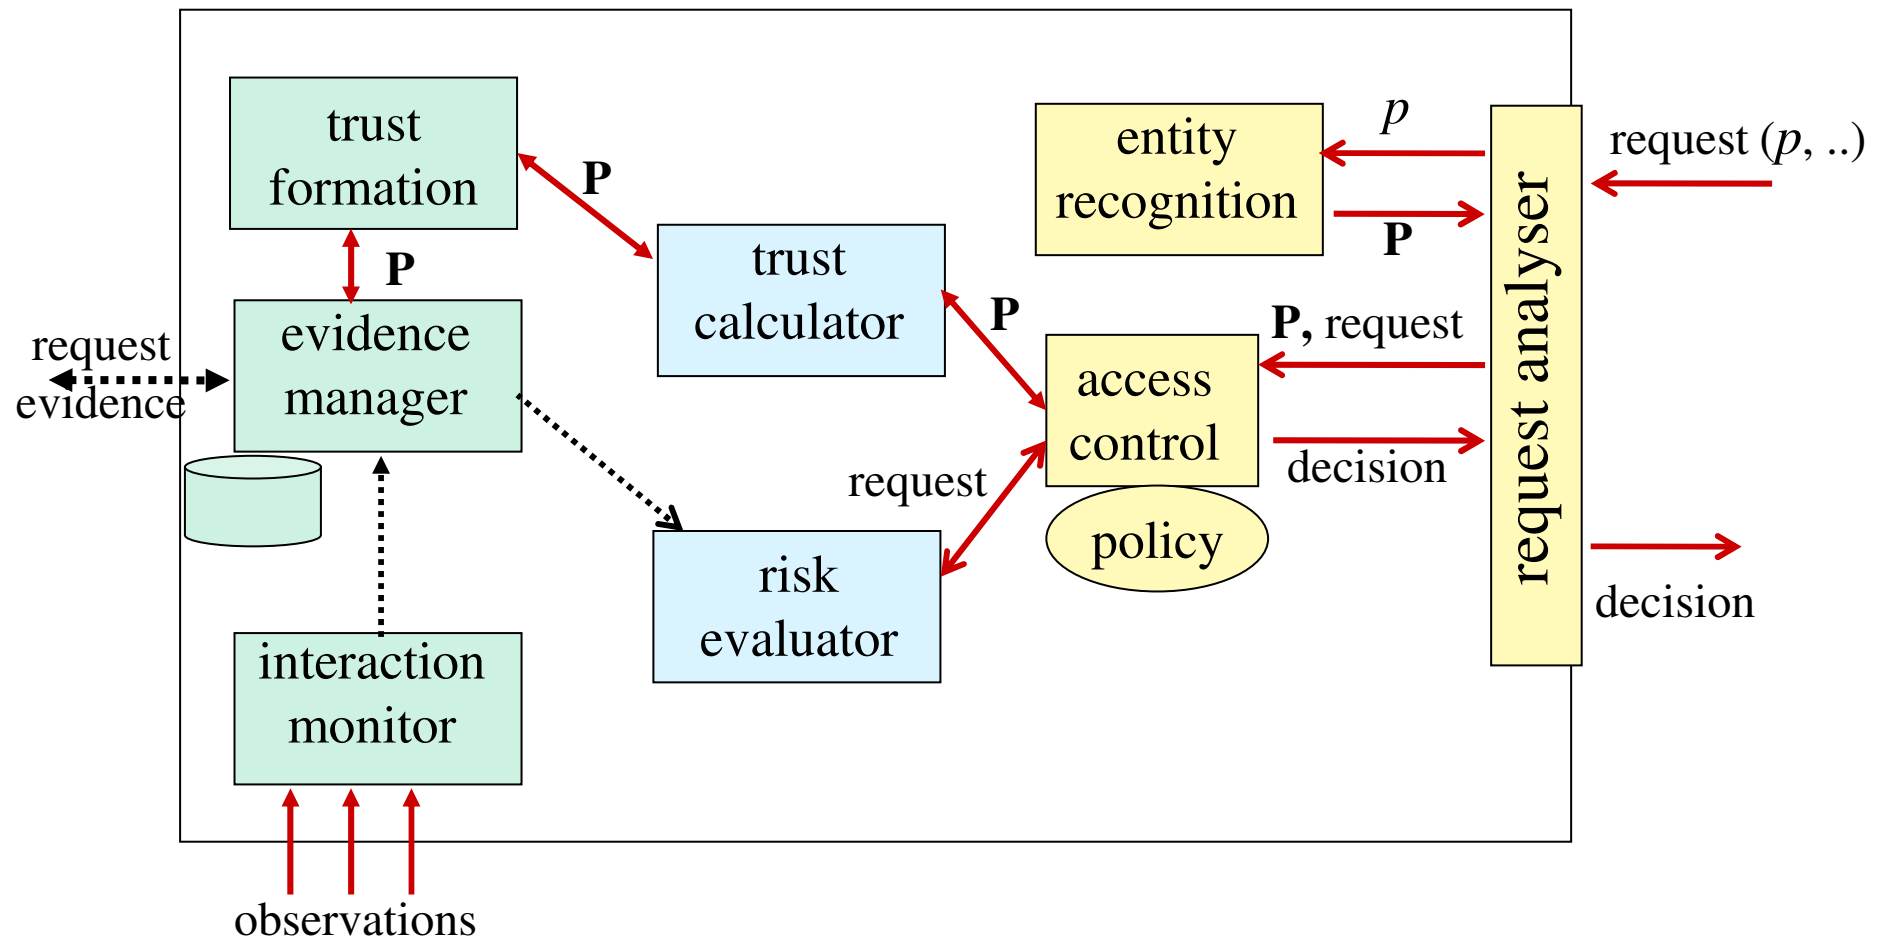 trust
formation
P
P
evidence
manager
request
evidence
interaction
monitor
observations
trust
calculator
P
risk
evaluator
request
entity
recognition
p
P
access
control
policy
P, request
decision
request analyser
request (p, ..)
decision